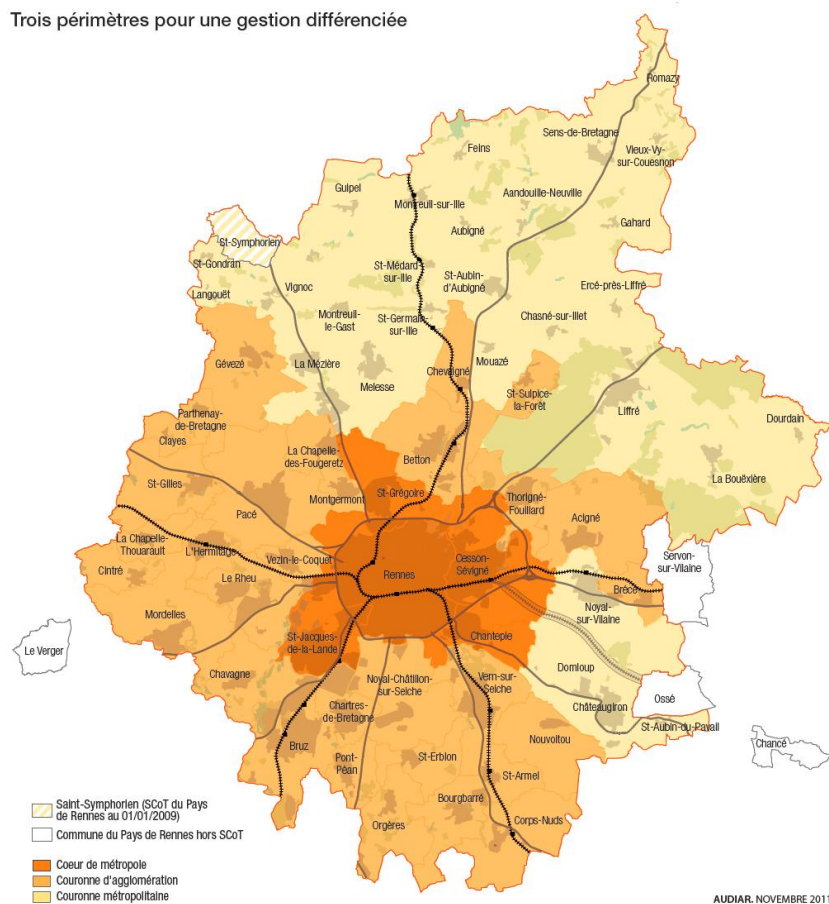 Trois périmètres pour une gestion différenciée
Romazy
Sens-de-Bretagne
Feins
Vieux-Vy
sur-Couesnon
Guipel
Aandouille-Neuville
Montreuil-sur-Ille
Gahard
Aubigné
St-Symphorien
St-Gondran
St-Médard
sur-Ille
St-Aubin
d'Aubigné
Ercé-près-Liffré
Langouët
Vignoc
Montreuil
le-Gast
St-Germain
sur-Ille
Chasné-sur-Illet
Gévezé
La Mézière
Mouazé
Chevaigné
Melesse
St-Sulpice
la-Forêt
Liffré
Dourdain
Parthenay-
de-Bretagne
Clayes
La Chapelle
des-Fougeretz
Betton
La Bouëxière
St-Gilles
Montgermont
St-Grégoire
Thorigné-
Fouillard
Pacé
Acigné
La Chapelle-
Thouarault
L'Hermitage
Vezin-le-Coquet
Cesson-
Sévigné
Servon-
sur-Vilaine
Cintré
Le Rheu
Rennes
Brécé
Noyal-
sur-Vilaine
Mordelles
St-Jacques-
de-la-Lande
Chantepie
Le Verger
Domloup
Chavagne
Noyal-Châtillon
sur-Seiche
Vern-sur-
Seiche
Ossé
Châteaugiron
Chartres-
de-Bretagne
St-Aubin-du-Pavail
Bruz
Nouvoitou
Chancé
Pont-
Péan
St-Erblon
St-Armel
Bourgbarré
Orgères
Corps-Nuds
Saint-Symphorien (SCoT du Pays
de Rennes au 01/01/2009)
Commune du Pays de Rennes hors SCoT
Coeur de métropole
Couronne d'agglomération
Couronne métropolitaine
AUDIAR, NOVEMBRE 2011